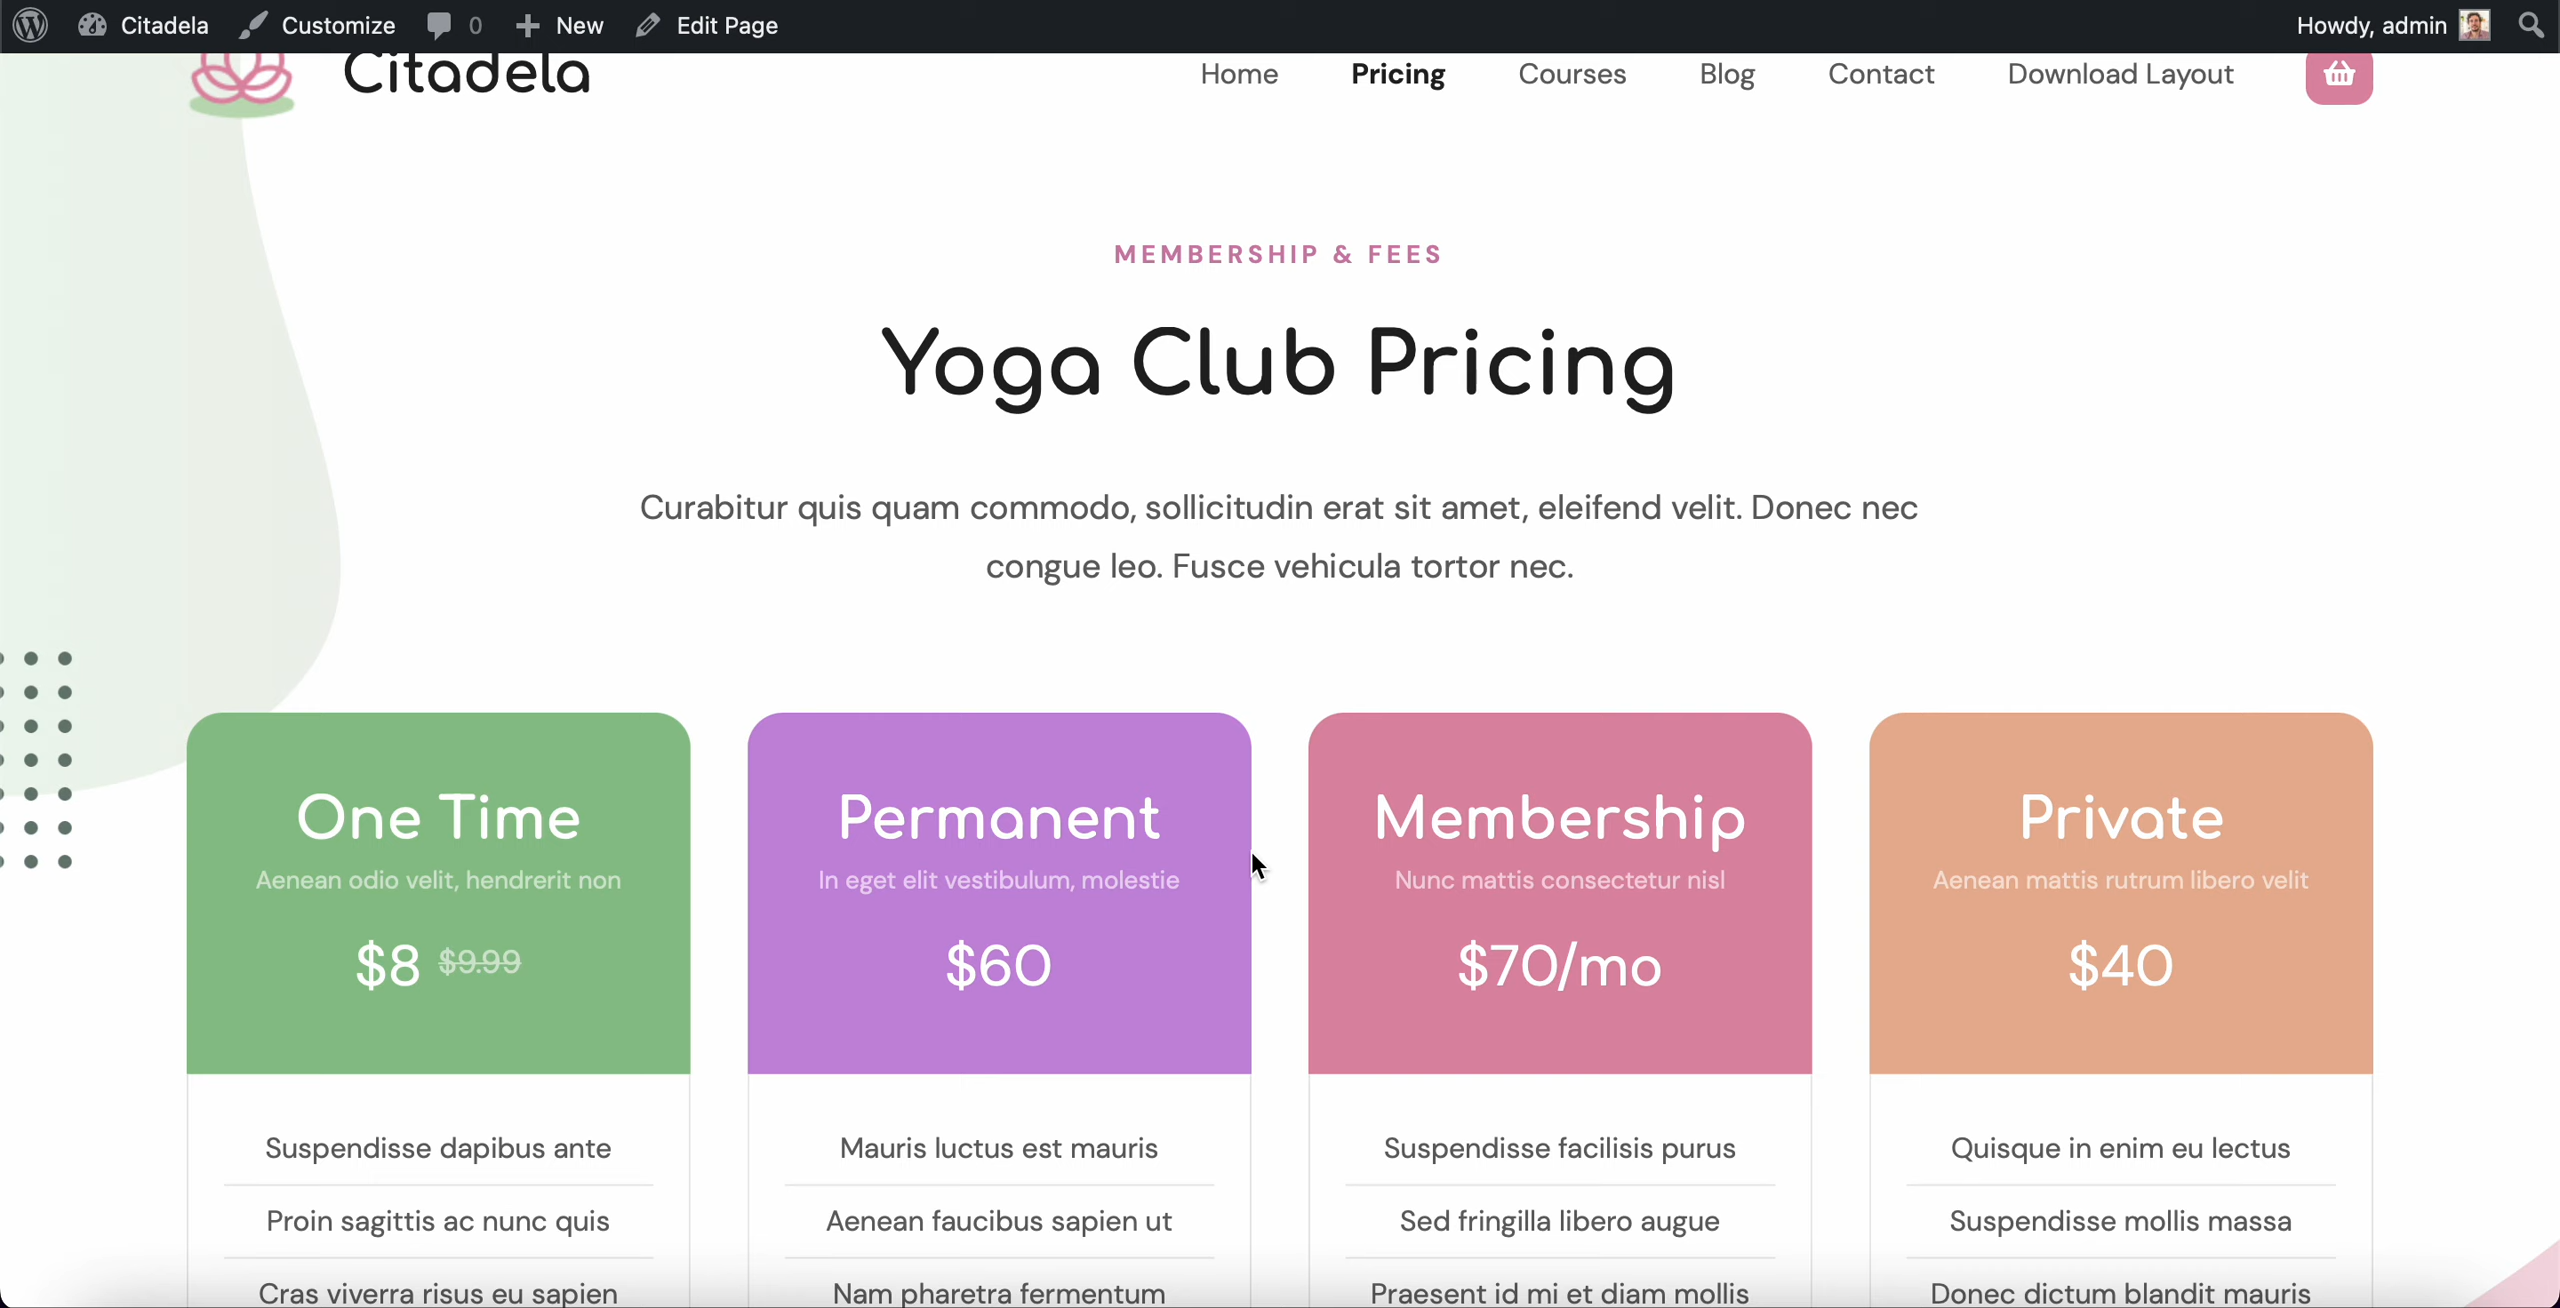 Citadela Customize 0 New Edit Page Howdy, admin
Citadela Home Pricing Courses Blog Contact Download Layout
MEMBERSHIP & FEES
Yoga Club Pricing
Curabitur quis quam commodo, sollicitudin erat sit amet, eleifend velit. Donec nec
congue leo. Fusce vehicula tortor nec.
One Time
Aenean odio velit, hendrerit non
$8 $9.99
Suspendisse dapibus ante
Proin sagittis ac nunc quis
Cras viverra risus eu sapien
Permanent
In eget elit vestibulum, molestie
$60
Mauris luctus est mauris
Aenean faucibus sapien ut
Nam pharetra fermentum
Membership
Nunc mattis consectetur nisl
$70/mo
Suspendisse facilisis purus
Sed fringilla libero augue
Praesent id mi et diam mollis
Private
Aenean mattis rutrum libero velit
$40
Quisque in enim eu lectus
Suspendisse mollis massa
Donec dictum blandit mauris